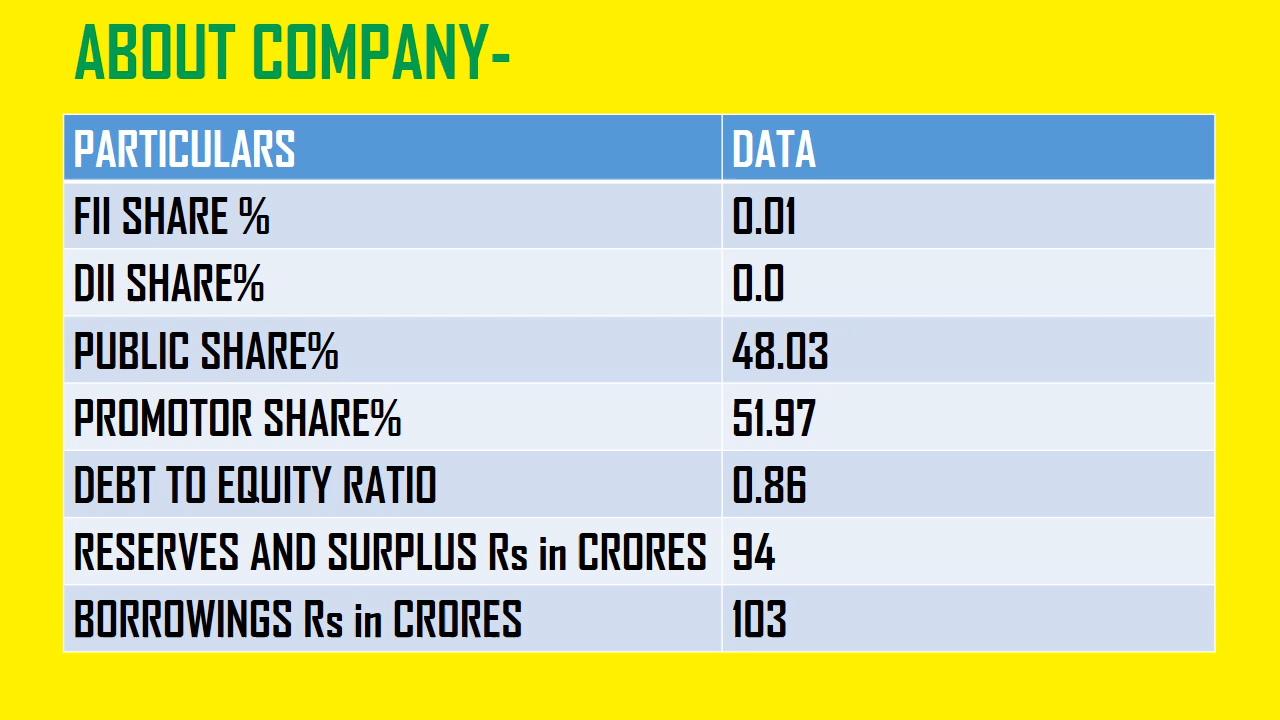 ABOUT COMPANY-
PARTICULARS DATA
FII SHARE % 0.01
DII SHARE% 0.0
PUBLIC SHARE% 48.03
PROMOTOR SHARE% 51.97
DEBT TO EQUITY RATIO 0.86
RESERVES AND SURPLUS Rs in CRORES 94
BORROWINGS Rs in CRORES 103